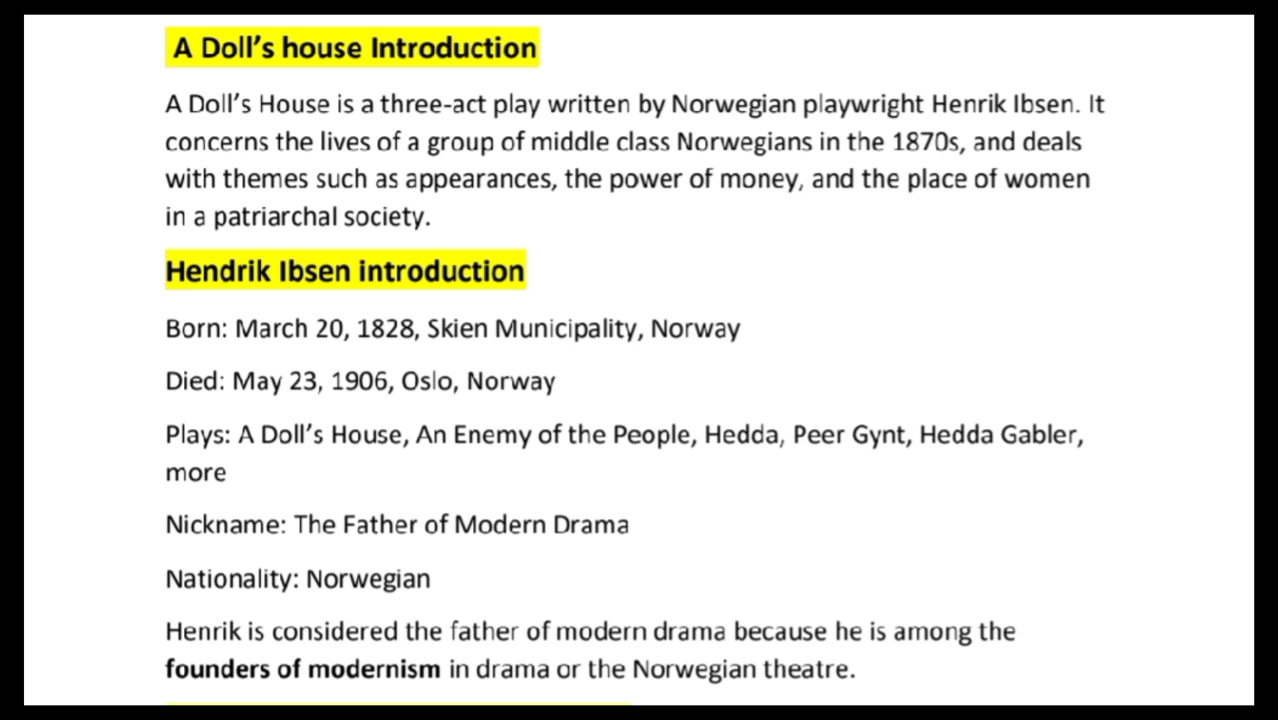 A Doll's house Introduction
A Doll's House is a three-act play written by Norwegian playwright Henrik Ibsen. It
concerns the lives of a group of middle class Norwegians in the 1870s, and deals
with themes such as appearances, the power of money, and the place of women
in a patriarchal society.
Hendrik Ibsen introduction
Born: March 20, 1828, Skien Municipality, Norway
Died: May 23, 1906, Oslo, Norway
Plays: A Doll's House, An Enemy of the People, Hedda, Peer Gynt, Hedda Gabler,
more
Nickname: The Father of Modern Drama
Nationality: Norwegian
Henrik is considered the father of modern drama because he is among the
founders of modernism in drama or the Norwegian theatre.